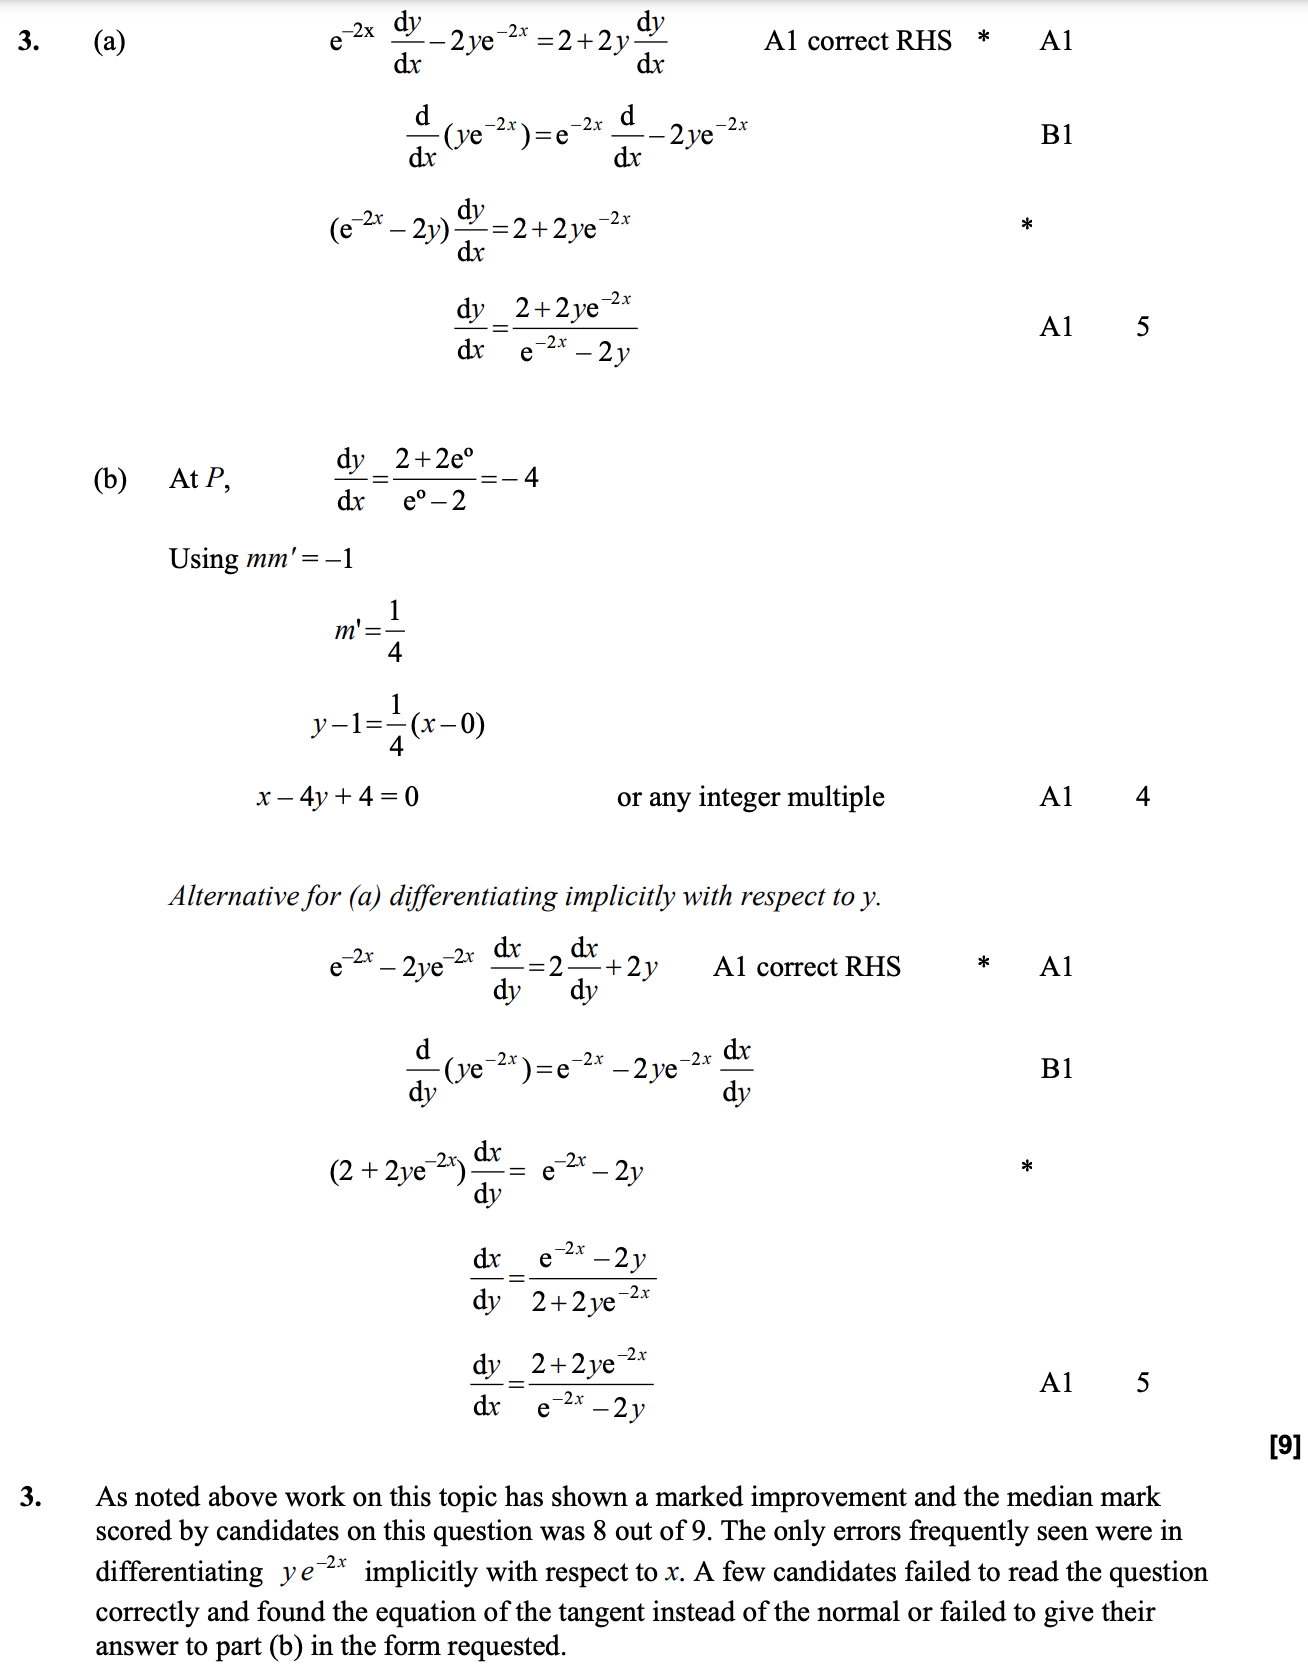 3. (a) e^{-2x} dy/dx – 2ye^{-2x} = 2 + 2y dy/dx A1 correct RHS * A1
d/dx (ye^{-2x}) = e^{-2x} d/dx – 2ye^{-2x} B1
(e^{-2x} – 2y) dy/dx = 2 + 2ye^{-2x} *
dy/dx = (2 + 2ye^{-2x})/(e^{-2x} – 2y) A1 5
(b) At P, dy/dx = (2 + 2eº)/(eº – 2) = – 4
Using mm′ = –1
m' = 1/4
y – 1 = 1/4 (x – 0)
x – 4y + 4 = 0 or any integer multiple A1 4
Alternative for (a) differentiating implicitly with respect to y.
e^{-2x} – 2ye^{-2x} dx/dy = 2 dx/dy + 2y A1 correct RHS * A1
d/dy (ye^{-2x}) = e^{-2x} – 2ye^{-2x} dx/dy B1
(2 + 2ye^{-2x}) dx/dy = e^{-2x} – 2y *
dx/dy = (e^{-2x} – 2y)/(2 + 2ye^{-2x})
dy/dx = (2 + 2ye^{-2x})/(e^{-2x} – 2y) A1 5
[9]
3. As noted above work on this topic has shown a marked improvement and the median mark
scored by candidates on this question was 8 out of 9. The only errors frequently seen were in
differentiating y e^{-2x} implicitly with respect to x. A few candidates failed to read the question
correctly and found the equation of the tangent instead of the normal or failed to give their
answer to part (b) in the form requested.